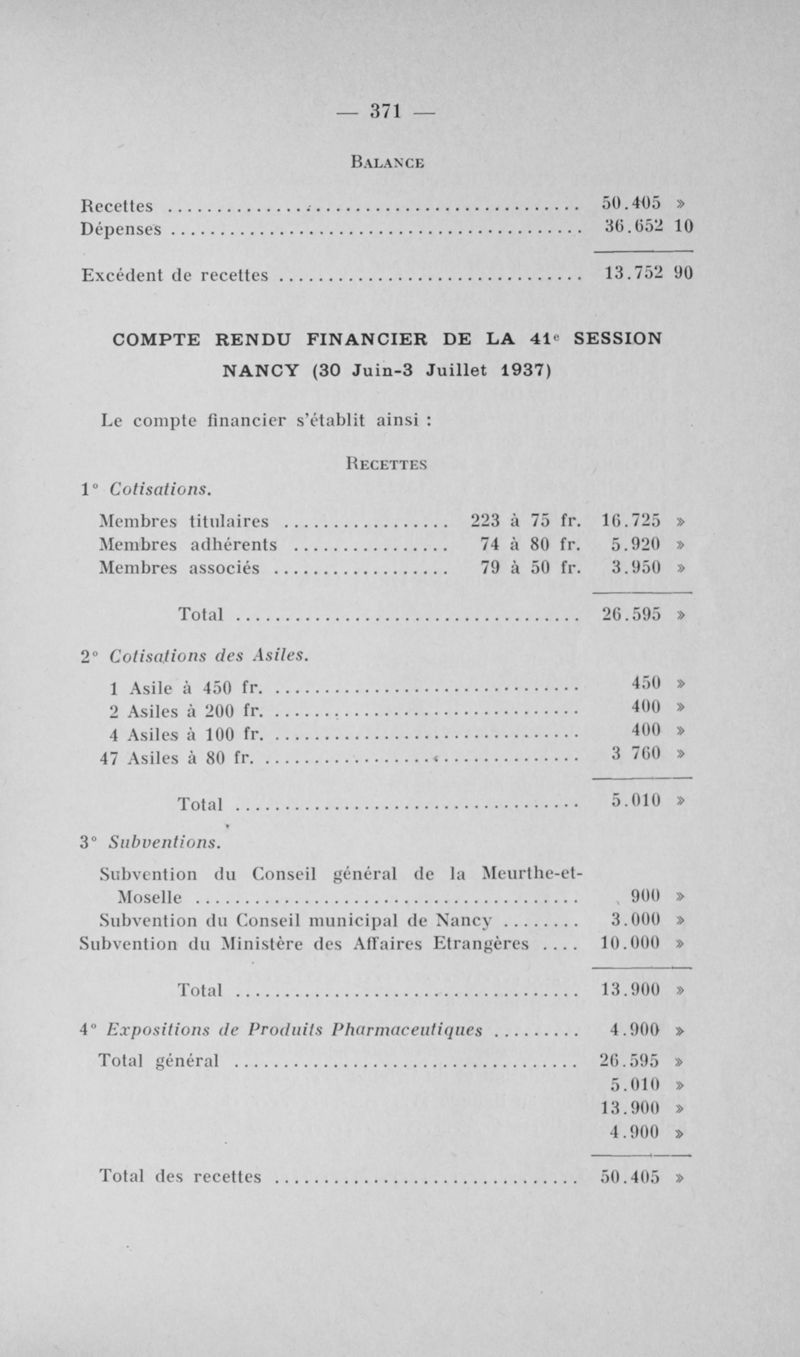 — 371 —
BALANCE
Recettes ........................................ 50.405 »
Dépenses ........................................ 36.652 10
Excédent de recettes ............................... 13.752 90
COMPTE RENDU FINANCIER DE LA 41e SESSION
NANCY (30 Juin-3 Juillet 1937)
Le compte financier s'établit ainsi :
RECETTES
1° Cotisations.
Membres titulaires ................. 223 à 75 fr. 16.725 »
Membres adhérents ................ 74 à 80 fr. 5.920 »
Membres associés .................. 79 à 50 fr. 3.950 »
Total ................................... 26.595 »
2° Cotisations des Asiles.
1 Asile à 450 fr. ............................... 450 »
2 Asiles à 200 fr. ............................... 400 »
4 Asiles à 100 fr. ............................... 400 »
47 Asiles à 80 fr. ................................ 3 760 »
Total ................................... 5.010 »
3° Subventions.
Subvention du Conseil général de la Meurthe-et-
Moselle ....................................... 900 »
Subvention du Conseil municipal de Nancy ........ 3.000 »
Subvention du Ministère des Affaires Etrangères .... 10.000 »
Total ................................... 13.900 »
4° Expositions de Produits Pharmaceutiques ......... 4.900 »
Total général ................................... 26.595 »
5.010 »
13.900 »
4.900 »
Total des recettes ............................... 50.405 »